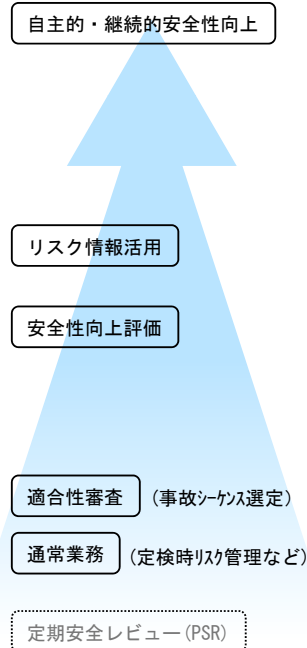 自主的・継続的安全性向上
リスク情報活用
安全性向上評価
適合性審査 (事故ｼｰｹﾝｽ選定)
通常業務 (定検時ﾘｽｸ管理など)
定期安全レビュー(PSR)